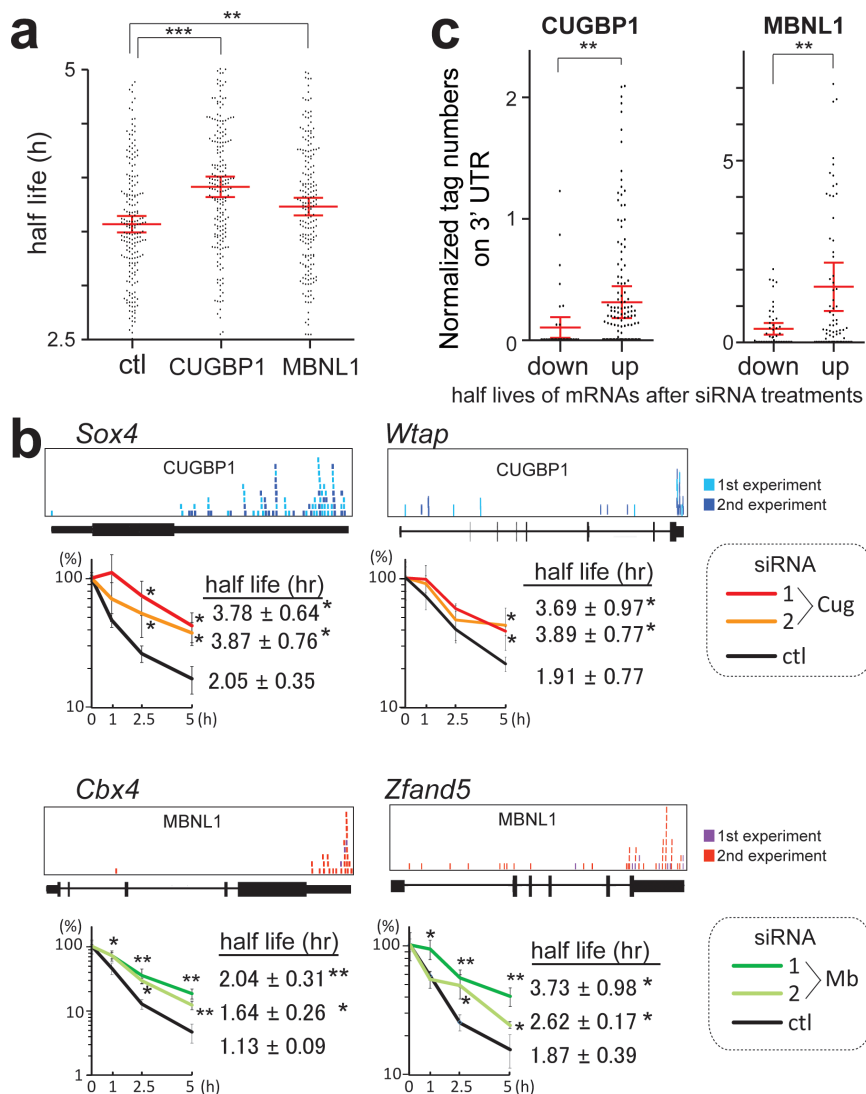 a
**
***
5
half life (h)
2.5
ctl CUGBP1 MBNL1
c
CUGBP1 MBNL1
** **
Normalized tag numbers
on 3' UTR
2
1
0
5
0
down up down up
half lives of mRNAs after siRNA treatments
b
Sox4
CUGBP1
(%)
100
10
0 1 2.5 5 (h)
* * * *
half life (hr)
3.78 ± 0.64 *
3.87 ± 0.76 *
2.05 ± 0.35
Wtap
CUGBP1
(%)
100
10
0 1 2.5 5 (h)
* *
half life (hr)
3.69 ± 0.97 *
3.89 ± 0.77 *
1.91 ± 0.77
1st experiment
2nd experiment
siRNA
1
2
Cug
ctl
Cbx4
MBNL1
(%)
100
10
1
0 1 2.5 5 (h)
* ** * ** **
half life (hr)
2.04 ± 0.31 **
1.64 ± 0.26 *
1.13 ± 0.09
Zfand5
MBNL1
(%)
100
10
0 1 2.5 5 (h)
* ** * ** *
half life (hr)
3.73 ± 0.98 *
2.62 ± 0.17 *
1.87 ± 0.39
1st experiment
2nd experiment
siRNA
1
2
Mb
ctl